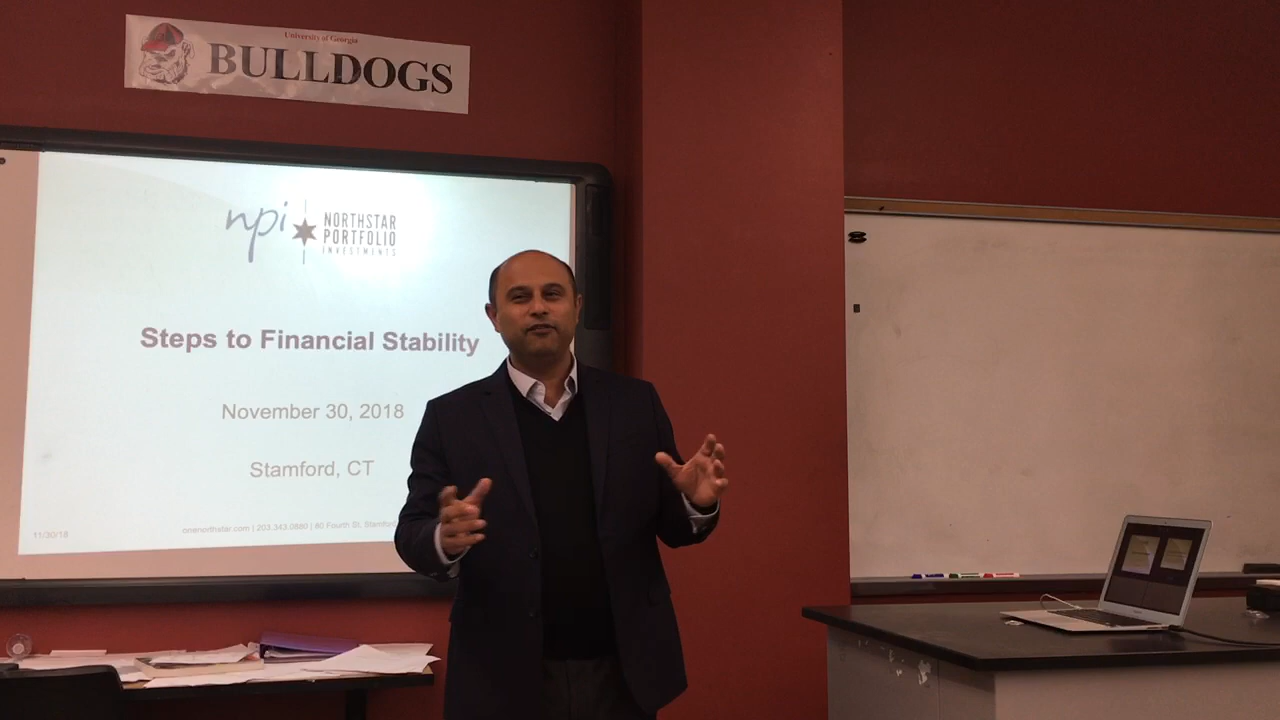 University of Georgia
BULLDOGS
npi
NORTHSTAR
PORTFOLIO
INVESTMENTS
Steps to Financial Stability
November 30, 2018
Stamford, CT
onenorthstar.com | 203.343.0880 | 80 Fourth St, Stamford
11/30/18